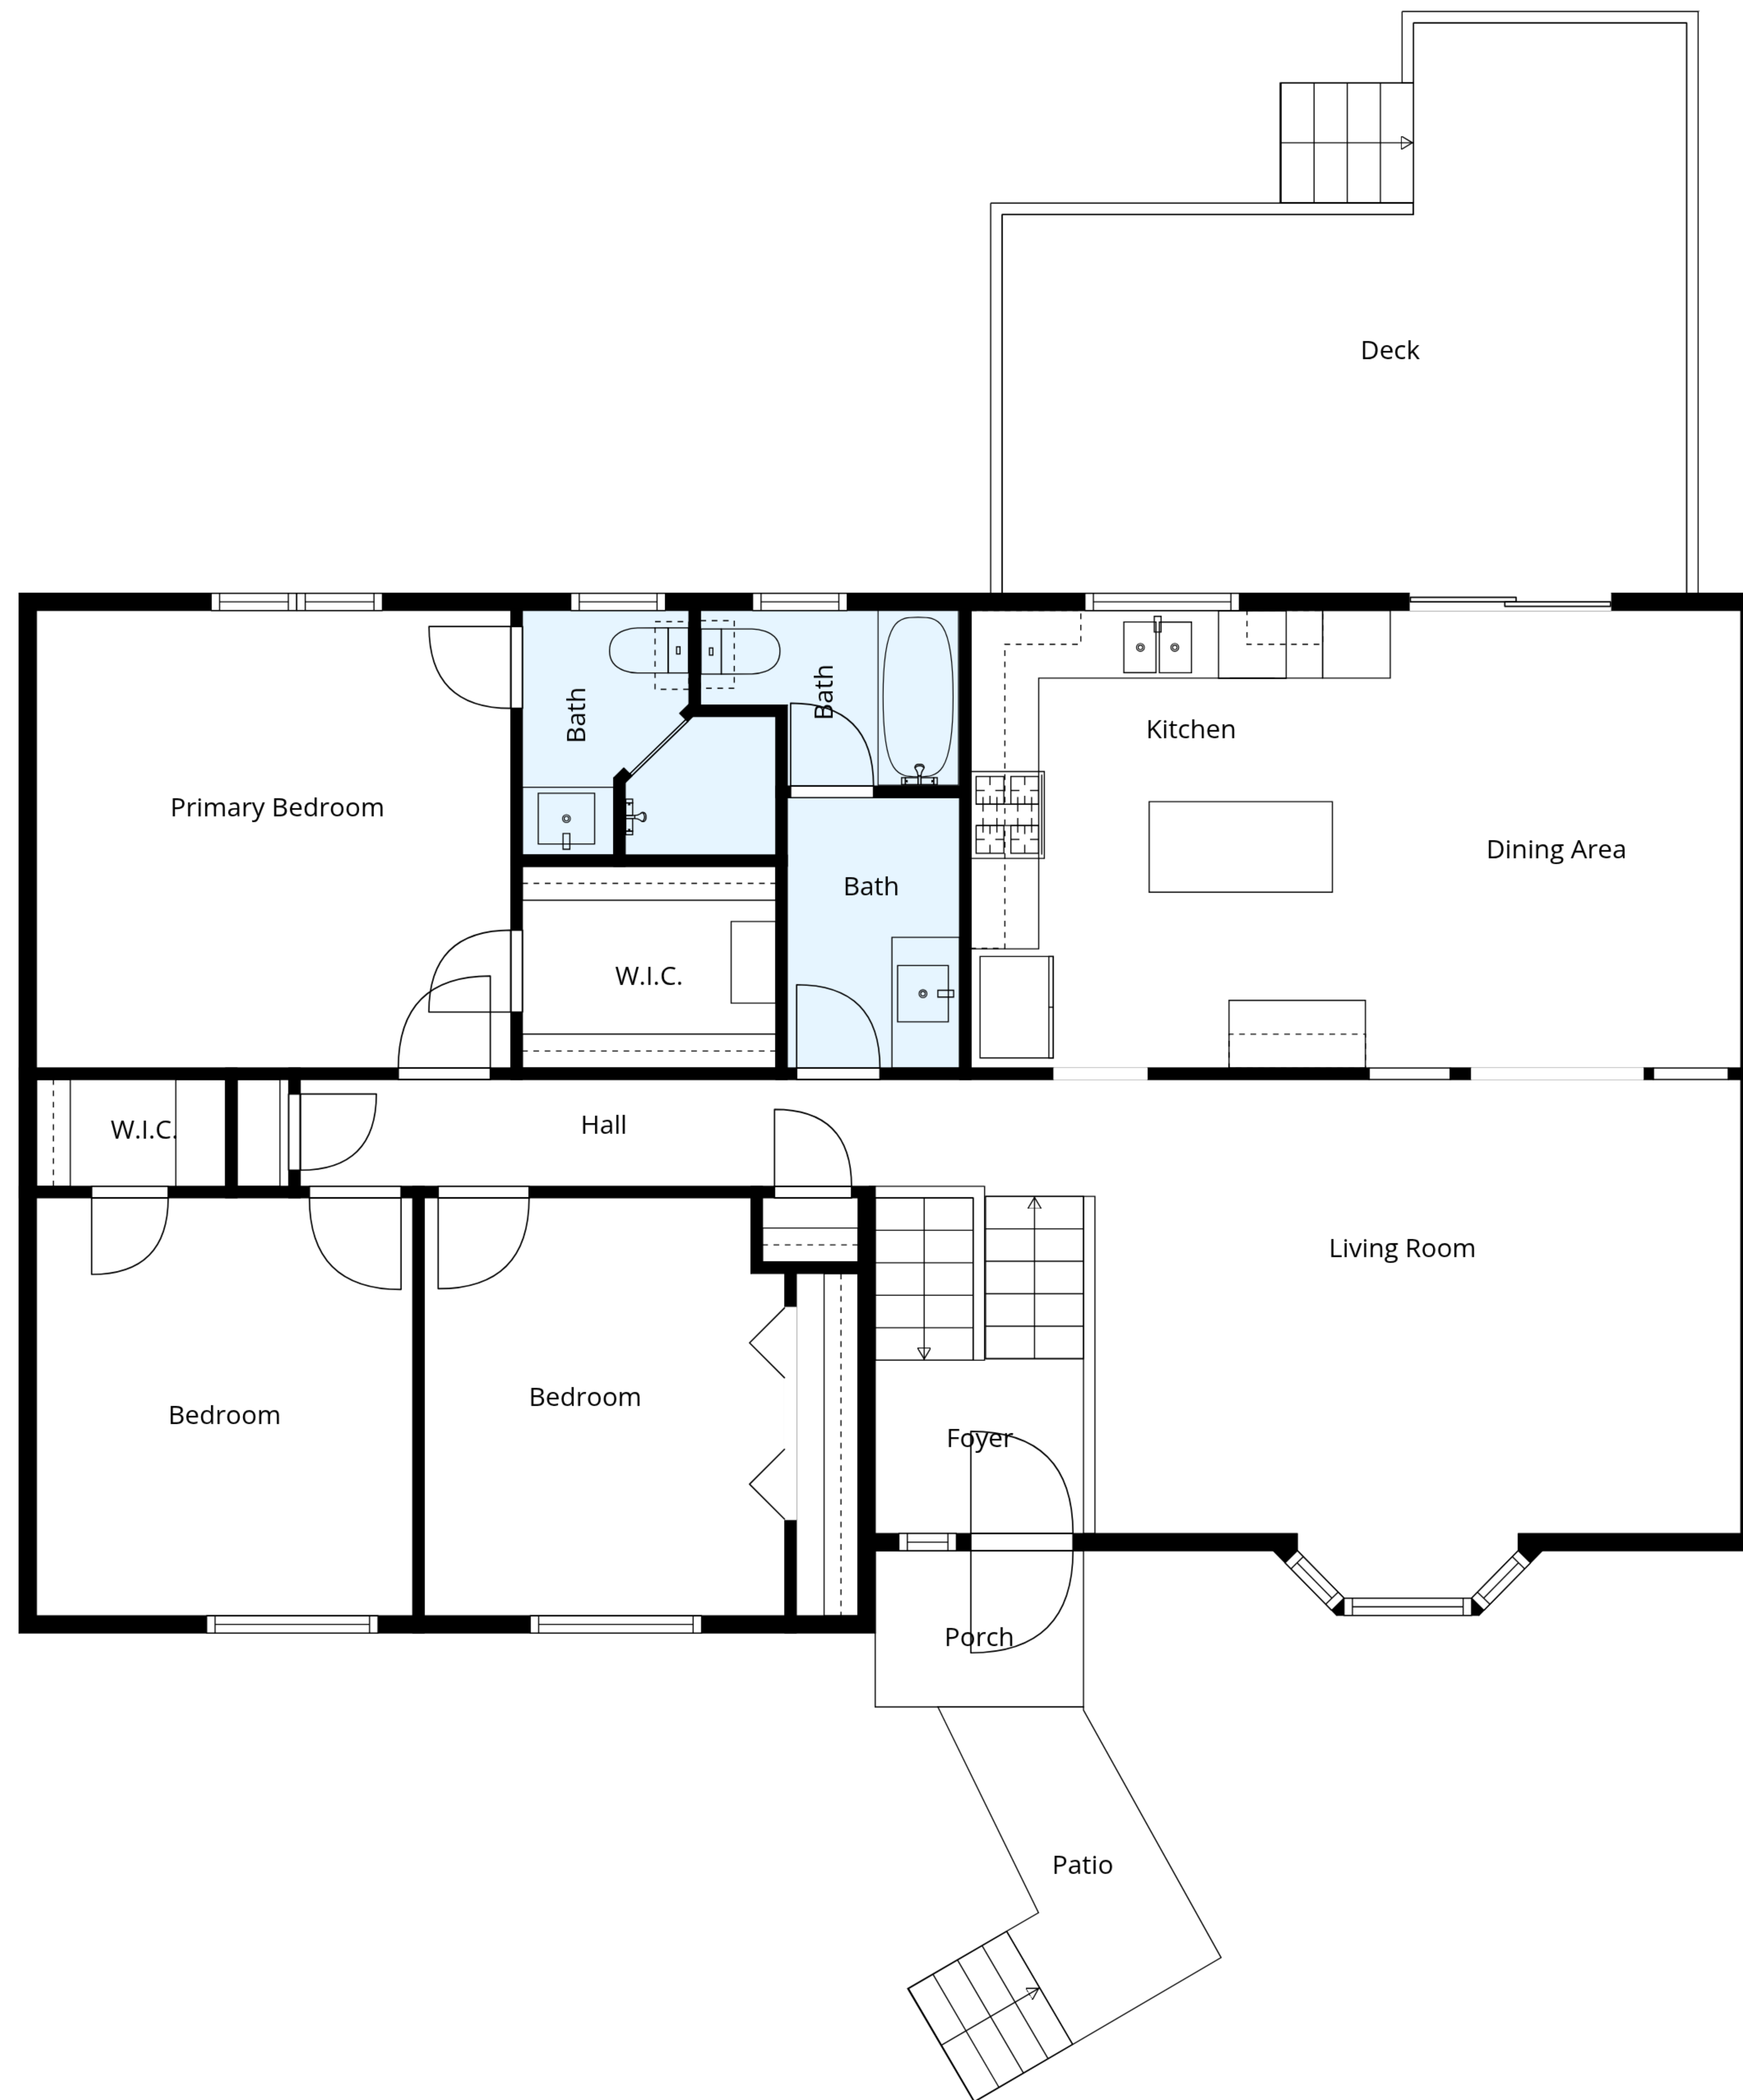 Deck
Bath
Bath
Kitchen
Primary Bedroom
Dining Area
Bath
W.I.C.
Hall
W.I.C.
Living Room
Bedroom
Bedroom
Foyer
Porch
Patio